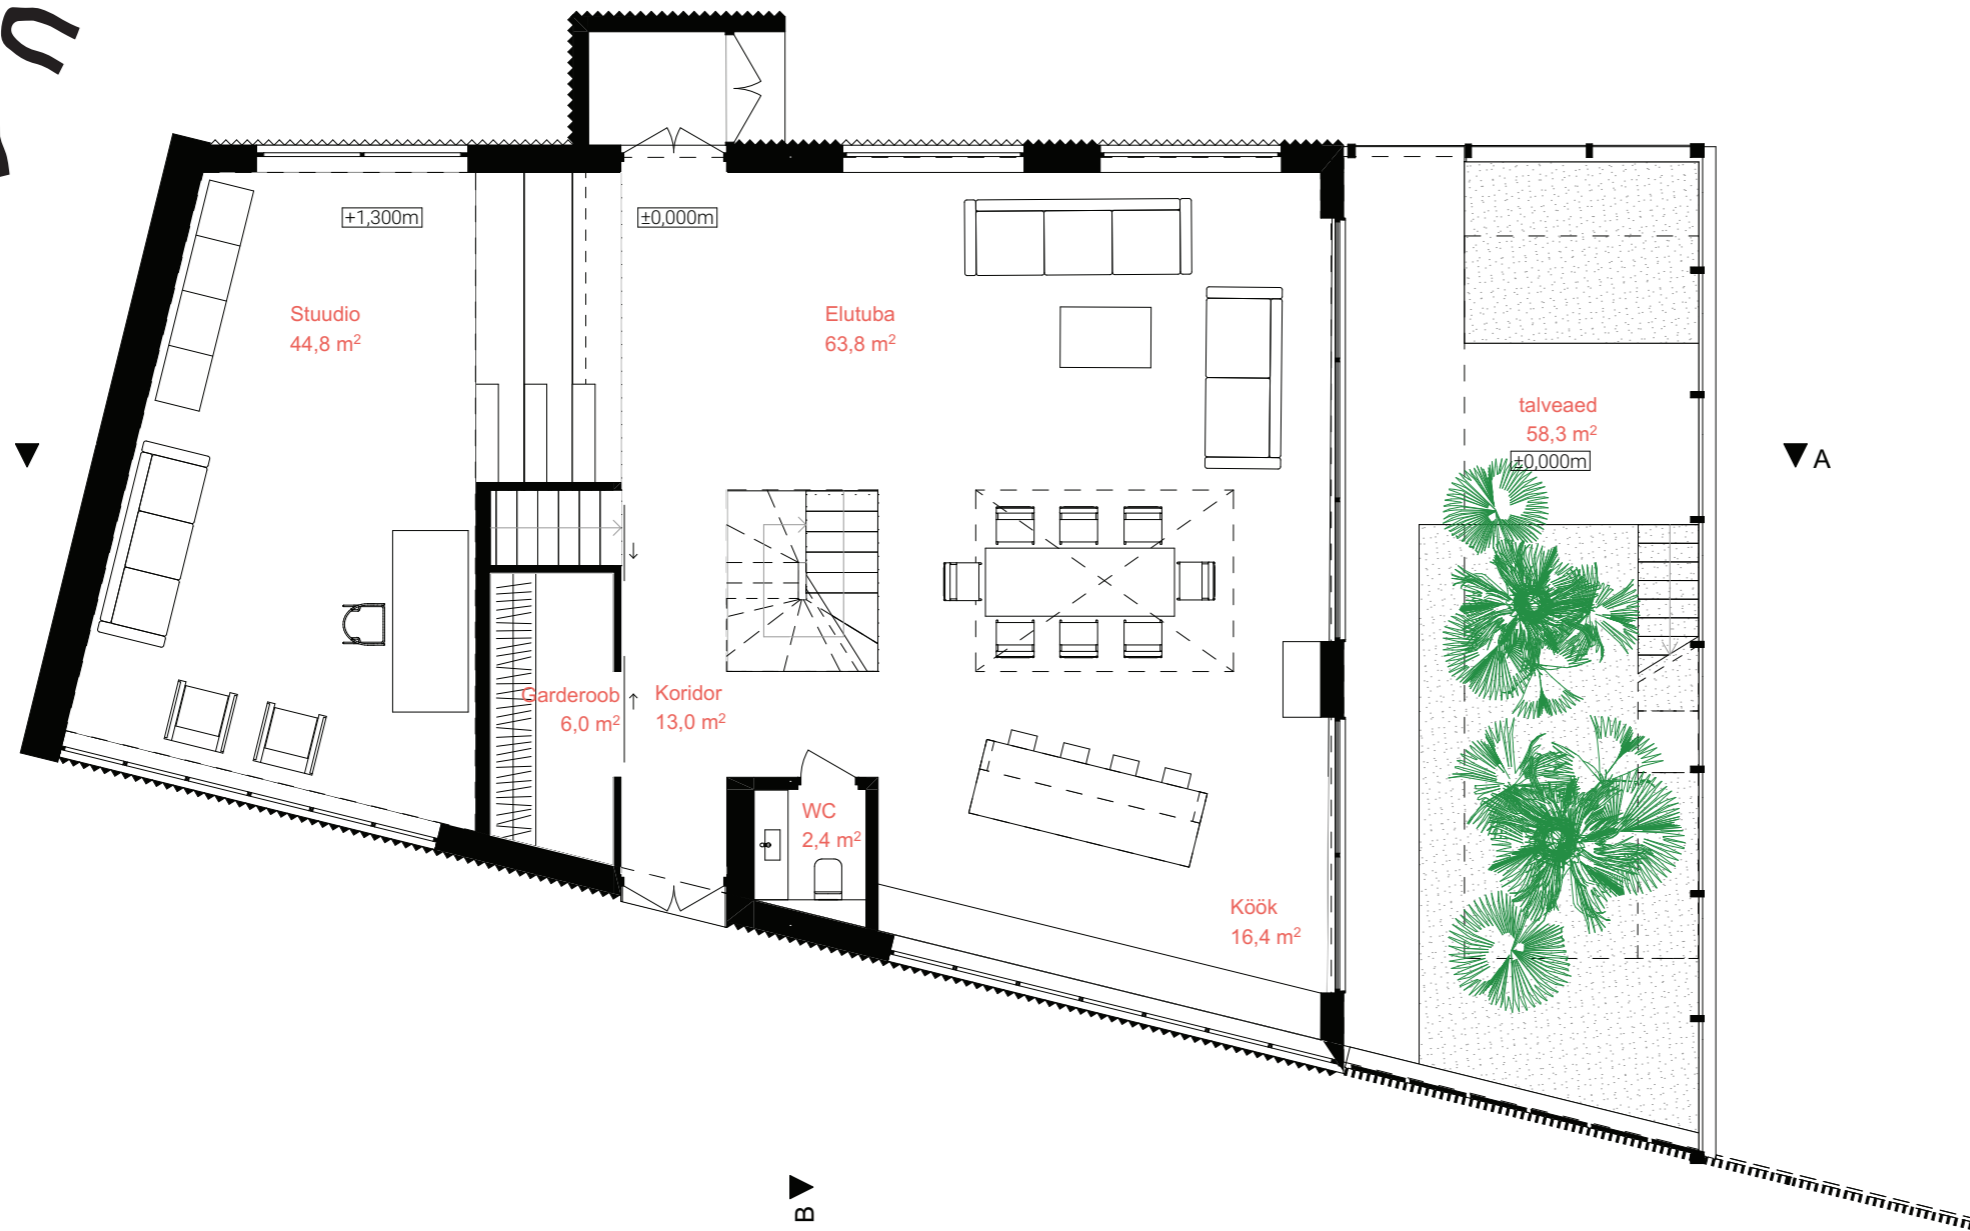 +1,300m
±0,000m
Stuudio
44,8 m²
Elutuba
63,8 m²
talveaed
58,3 m²
±0,000m
A
Garderoob
6,0 m²
Koridor
13,0 m²
WC
2,4 m²
Köök
16,4 m²
B